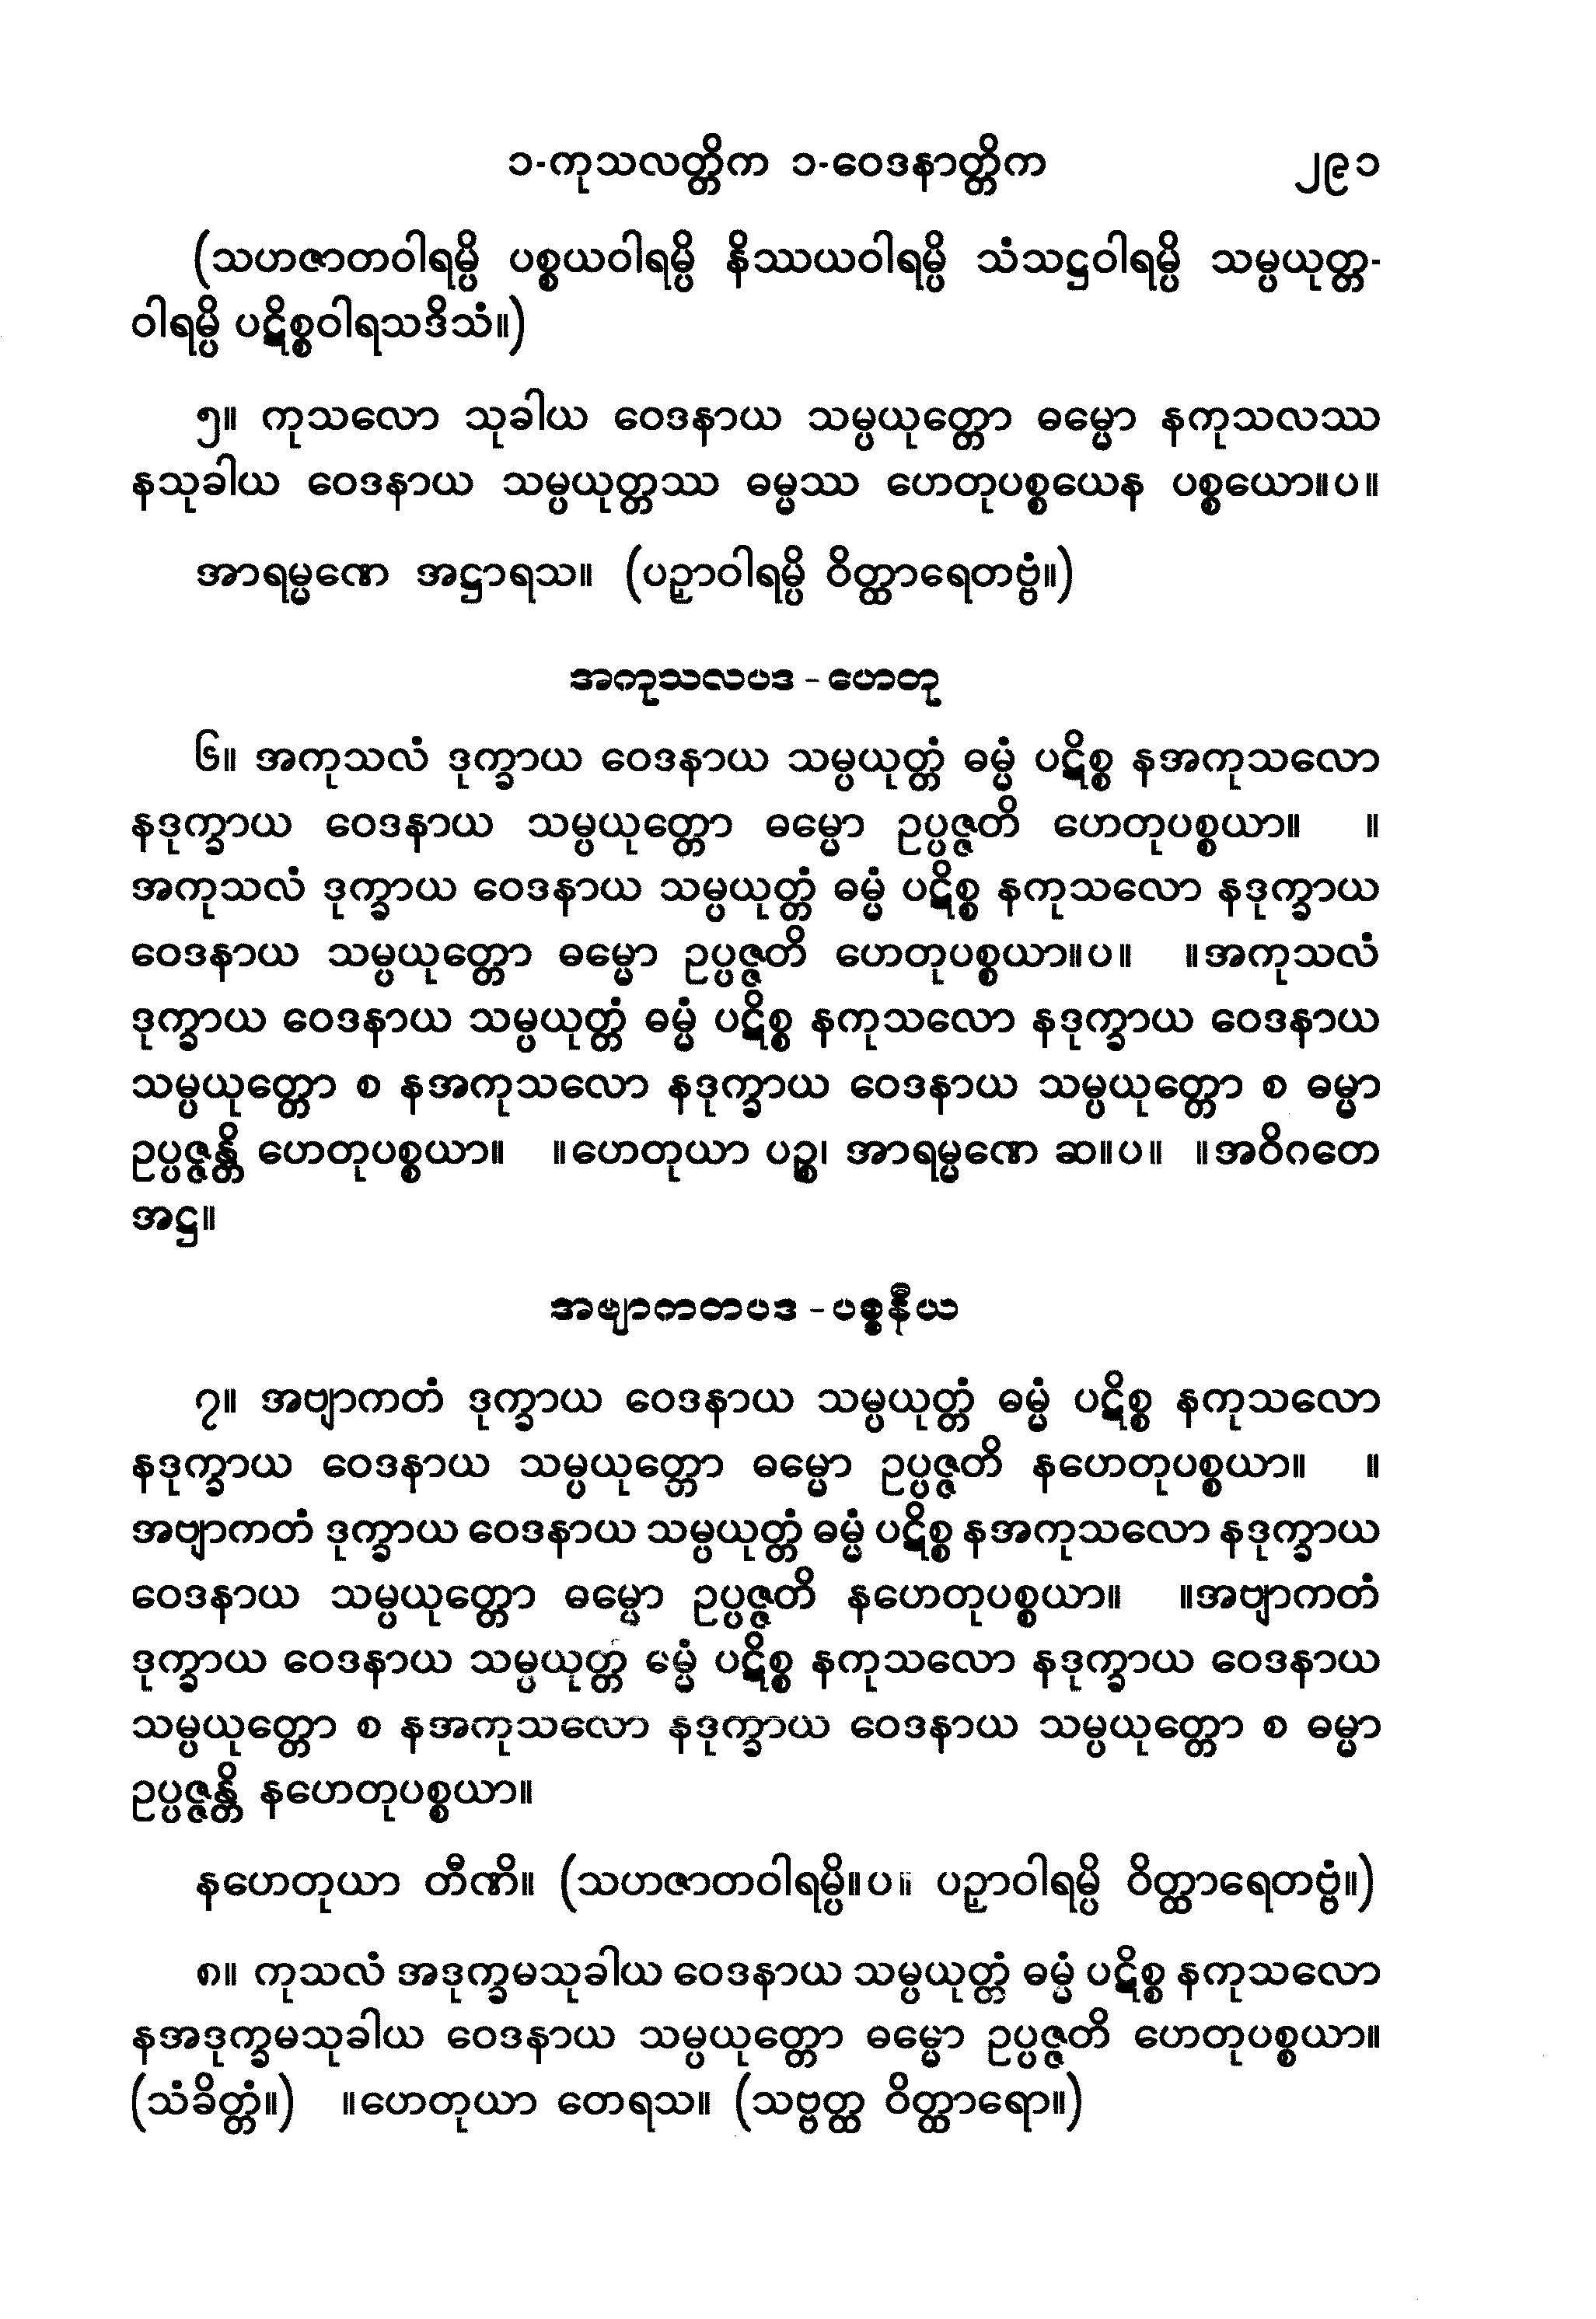 ၁-ကုသလတ္တိက ၁-ဝေဒနာတ္တိက ၂၉၁
(သဟဇာတဝါရမ္ပိ ပစ္စယဝါရမ္ပိ နိဿယဝါရမ္ပိ သံသဋ္ဌဝါရမ္ပိ သမ္ပယုတ္တ-
ဝါရမ္ပိ ပဋိစ္စဝါရသဒိသံ။)
၅။ ကုသလော သုခါယ ဝေဒနာယ သမ္ပယုတ္တော ဓမ္မော နကုသလဿ
နသုခါယ ဝေဒနာယ သမ္ပယုတ္တဿ ဓမ္မဿ ဟေတုပစ္စယေန ပစ္စယော။ပ။
အာရမ္မဏေ အဋ္ဌာရသ။ (ပဉှာဝါရမ္ပိ ဝိတ္ထာရေတဗ္ဗံ။)
အကုသလပဒ - ဟေတု
၆။ အကုသလံ ဒုက္ခာယ ဝေဒနာယ သမ္ပယုတ္တံ ဓမ္မံ ပဋိစ္စ နအကုသလော
နဒုက္ခာယ ဝေဒနာယ သမ္ပယုတ္တော ဓမ္မော ဥပ္ပဇ္ဇတိ ဟေတုပစ္စယာ။ ။
အကုသလံ ဒုက္ခာယ ဝေဒနာယ သမ္ပယုတ္တံ ဓမ္မံ ပဋိစ္စ နကုသလော နဒုက္ခာယ
ဝေဒနာယ သမ္ပယုတ္တော ဓမ္မော ဥပ္ပဇ္ဇတိ ဟေတုပစ္စယာ။ပ။ ။အကုသလံ
ဒုက္ခာယ ဝေဒနာယ သမ္ပယုတ္တံ ဓမ္မံ ပဋိစ္စ နကုသလော နဒုက္ခာယ ဝေဒနာယ
သမ္ပယုတ္တော စ နအကုသလော နဒုက္ခာယ ဝေဒနာယ သမ္ပယုတ္တော စ ဓမ္မာ
ဥပ္ပဇ္ဇန္တိ ဟေတုပစ္စယာ။ ။ဟေတုယာ ပဉ္စ၊ အာရမ္မဏေ ဆ။ပ။ ။အဝိဂတေ
အဋ္ဌ။
အဗျာကတပဒ - ပစ္စနီယ
၇။ အဗျာကတံ ဒုက္ခာယ ဝေဒနာယ သမ္ပယုတ္တံ ဓမ္မံ ပဋိစ္စ နကုသလော
နဒုက္ခာယ ဝေဒနာယ သမ္ပယုတ္တော ဓမ္မော ဥပ္ပဇ္ဇတိ နဟေတုပစ္စယာ။ ။
အဗျာကတံ ဒုက္ခာယ ဝေဒနာယ သမ္ပယုတ္တံ ဓမ္မံ ပဋိစ္စ နအကုသလော နဒုက္ခာယ
ဝေဒနာယ သမ္ပယုတ္တော ဓမ္မော ဥပ္ပဇ္ဇတိ နဟေတုပစ္စယာ။ ။အဗျာကတံ
ဒုက္ခာယ ဝေဒနာယ သမ္ပယုတ္တံ ဓမ္မံ ပဋိစ္စ နကုသလော နဒုက္ခာယ ဝေဒနာယ
သမ္ပယုတ္တော စ နအကုသလော နဒုက္ခာယ ဝေဒနာယ သမ္ပယုတ္တော စ ဓမ္မာ
ဥပ္ပဇ္ဇန္တိ နဟေတုပစ္စယာ။
နဟေတုယာ တီဏိ။ (သဟဇာတဝါရမ္ပိ။ပ။ ပဉှာဝါရမ္ပိ ဝိတ္ထာရေတဗ္ဗံ။)
၈။ ကုသလံ အဒုက္ခမသုခါယ ဝေဒနာယ သမ္ပယုတ္တံ ဓမ္မံ ပဋိစ္စ နကုသလော
နအဒုက္ခမသုခါယ ဝေဒနာယ သမ္ပယုတ္တော ဓမ္မော ဥပ္ပဇ္ဇတိ ဟေတုပစ္စယာ။
(သံခိတ္တံ။) ။ဟေတုယာ တေရသ။ (သဗ္ဗတ္ထ ဝိတ္ထာရော။)